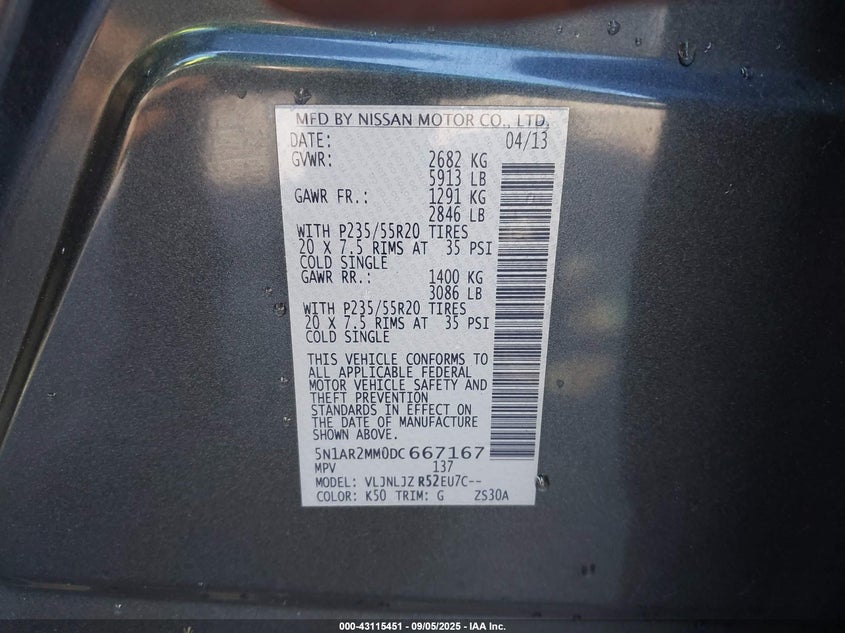 MFD BY NISSAN MOTOR CO., LTD.
DATE: 04/13
GVWR: 2682 KG
5913 LB
GAWR FR.: 1291 KG
2846 LB
WITH P235/55R20 TIRES
20 X 7.5 RIMS AT 35 PSI
COLD SINGLE
GAWR RR.: 1400 KG
3086 LB
WITH P235/55R20 TIRES
20 X 7.5 RIMS AT 35 PSI
COLD SINGLE
THIS VEHICLE CONFORMS TO
ALL APPLICABLE FEDERAL
MOTOR VEHICLE SAFETY AND
THEFT PREVENTION
STANDARDS IN EFFECT ON
THE DATE OF MANUFACTURE
SHOWN ABOVE.
5N1AR2MM0DC667167
MPV 137
MODEL: VLJNLJZ R52EU7C--
COLOR: K50 TRIM: G ZS30A
000-43115451 - 09/05/2025 - IAA Inc.